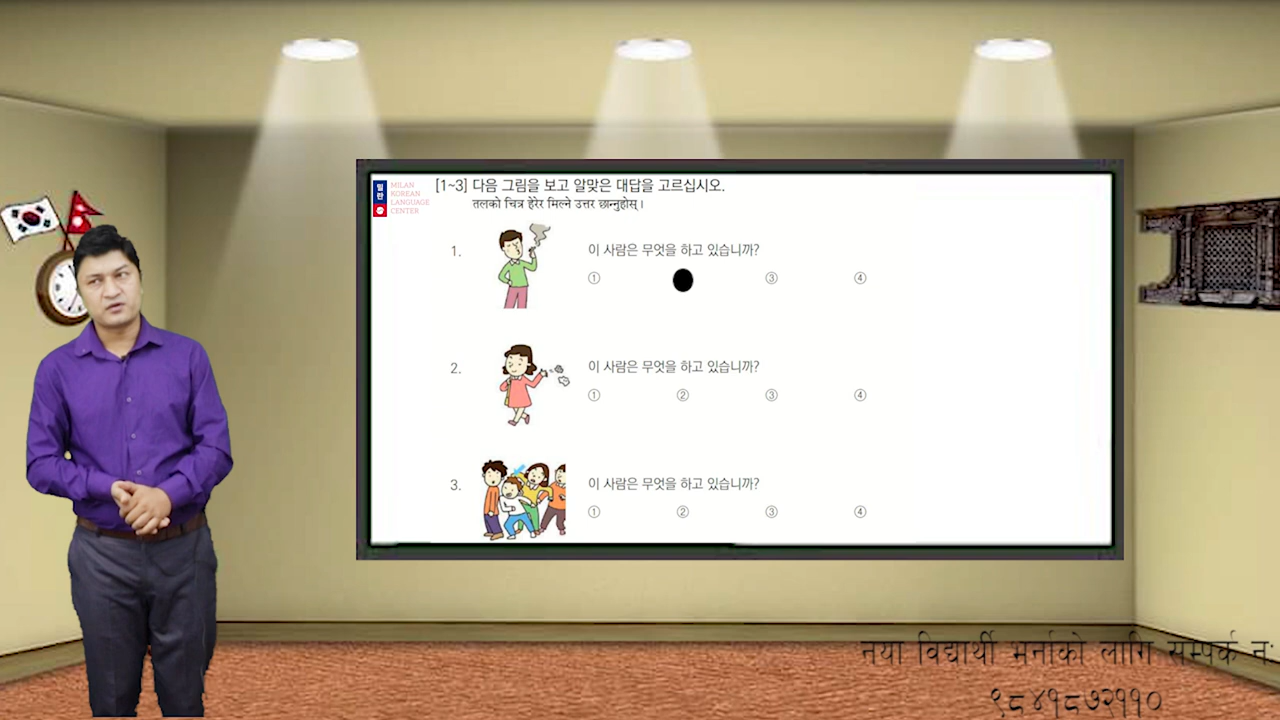 밀란
MILAN
KOREAN
LANGUAGE
CENTER
[1~3] 다음 그림을 보고 알맞은 대답을 고르십시오.
तलको चित्र हेरेर मिल्ने उत्तर छान्नुहोस् ।
1. 이 사람은 무엇을 하고 있습니까?
① ③ ④
2. 이 사람은 무엇을 하고 있습니까?
① ② ③ ④
3. 이 사람은 무엇을 하고 있습니까?
① ② ③ ④
नया विद्यार्थी भर्नाको लागि सम्पर्क न:
९८४१८७२११०